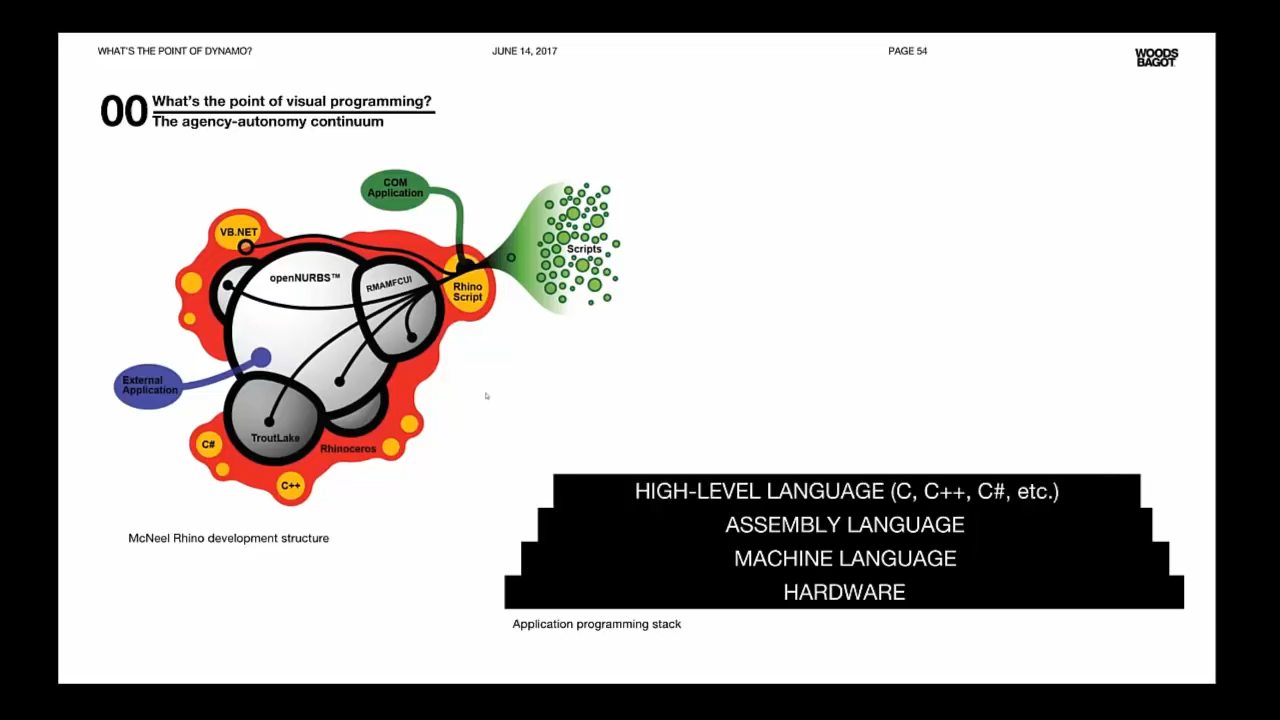 WHAT'S THE POINT OF DYNAMO?
JUNE 14, 2017
PAGE 54
WOODS
BAGOT
00
What's the point of visual programming?
The agency-autonomy continuum
COM
Application
VB.NET
openNURBS™
RMAMFCUI
Rhino
Script
Scripts
External
Application
TroutLake
Rhinoceros
C#
C++
McNeel Rhino development structure
HIGH-LEVEL LANGUAGE (C, C++, C#, etc.)
ASSEMBLY LANGUAGE
MACHINE LANGUAGE
HARDWARE
Application programming stack